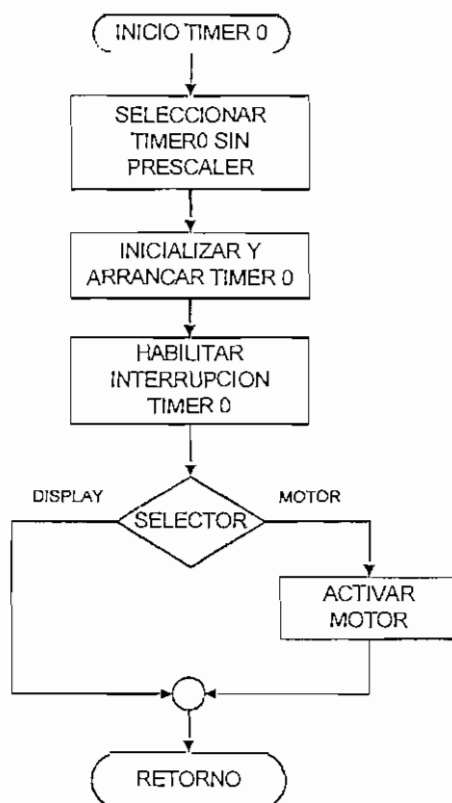 INICIO TIMER 0
SELECCIONAR
TIMER0 SIN
PRESCALER
INICIALIZAR Y
ARRANCAR TIMER 0
HABILITAR
INTERRUPCION
TIMER 0
DISPLAY
MOTOR
SELECTOR
ACTIVAR
MOTOR
RETORNO